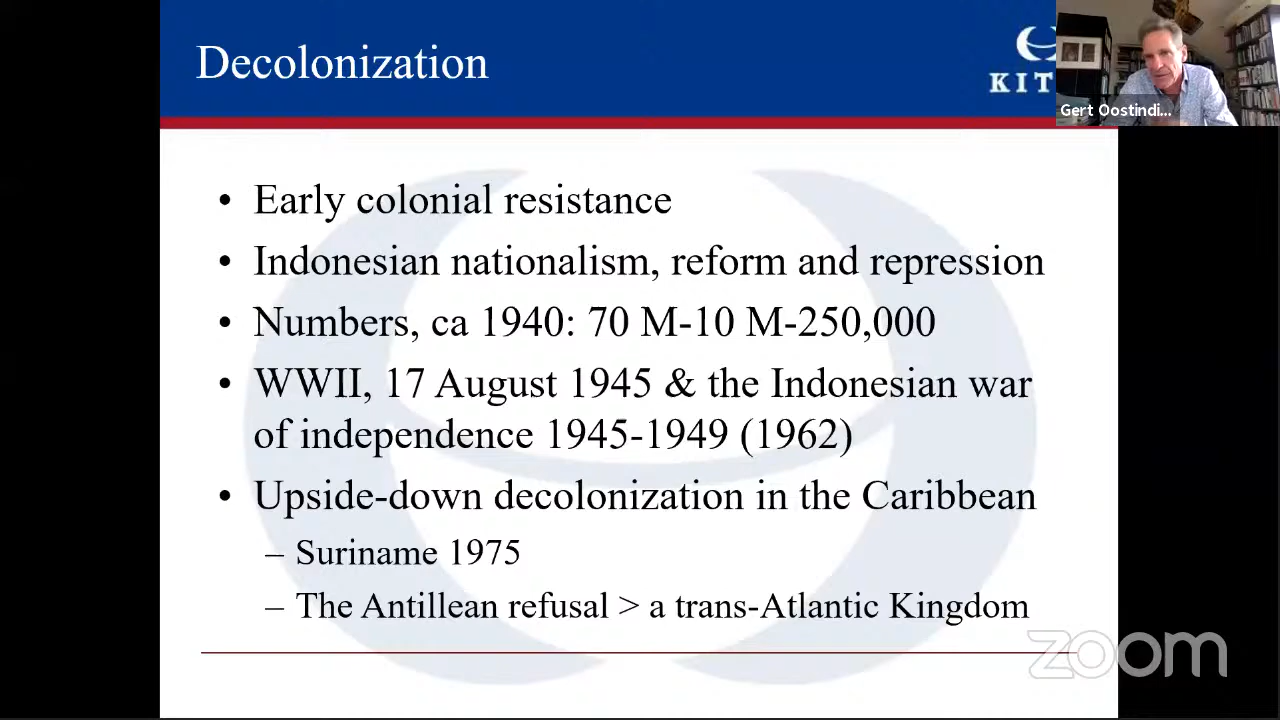 Decolonization
KIT
Gert Oostindi...
• Early colonial resistance
• Indonesian nationalism, reform and repression
• Numbers, ca 1940: 70 M-10 M-250,000
• WWII, 17 August 1945 & the Indonesian war
of independence 1945-1949 (1962)
• Upside-down decolonization in the Caribbean
– Suriname 1975
– The Antillean refusal > a trans-Atlantic Kingdom
zoom